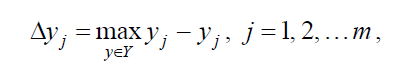 Δy_j = max_{y∈Y} y_j − y_j , j = 1, 2, …m ,